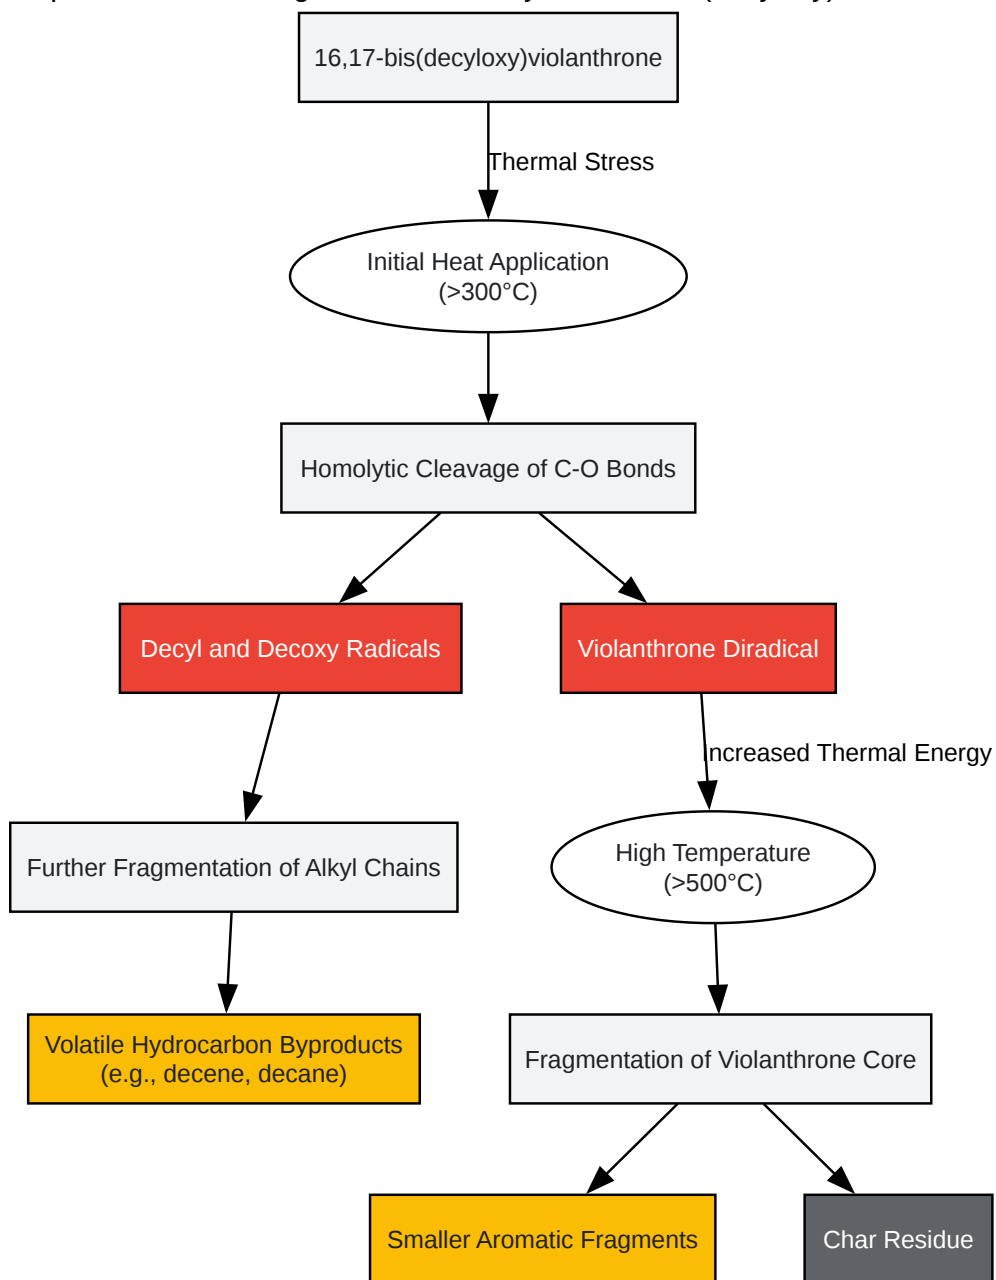 16,17-bis(decyloxy)violanthrone
Thermal Stress
Initial Heat Application
(>300°C)
Homolytic Cleavage of C-O Bonds
Decyl and Decoxy Radicals
Violanthrone Diradical
Increased Thermal Energy
Further Fragmentation of Alkyl Chains
High Temperature
(>500°C)
Volatile Hydrocarbon Byproducts
(e.g., decene, decane)
Fragmentation of Violanthrone Core
Smaller Aromatic Fragments
Char Residue